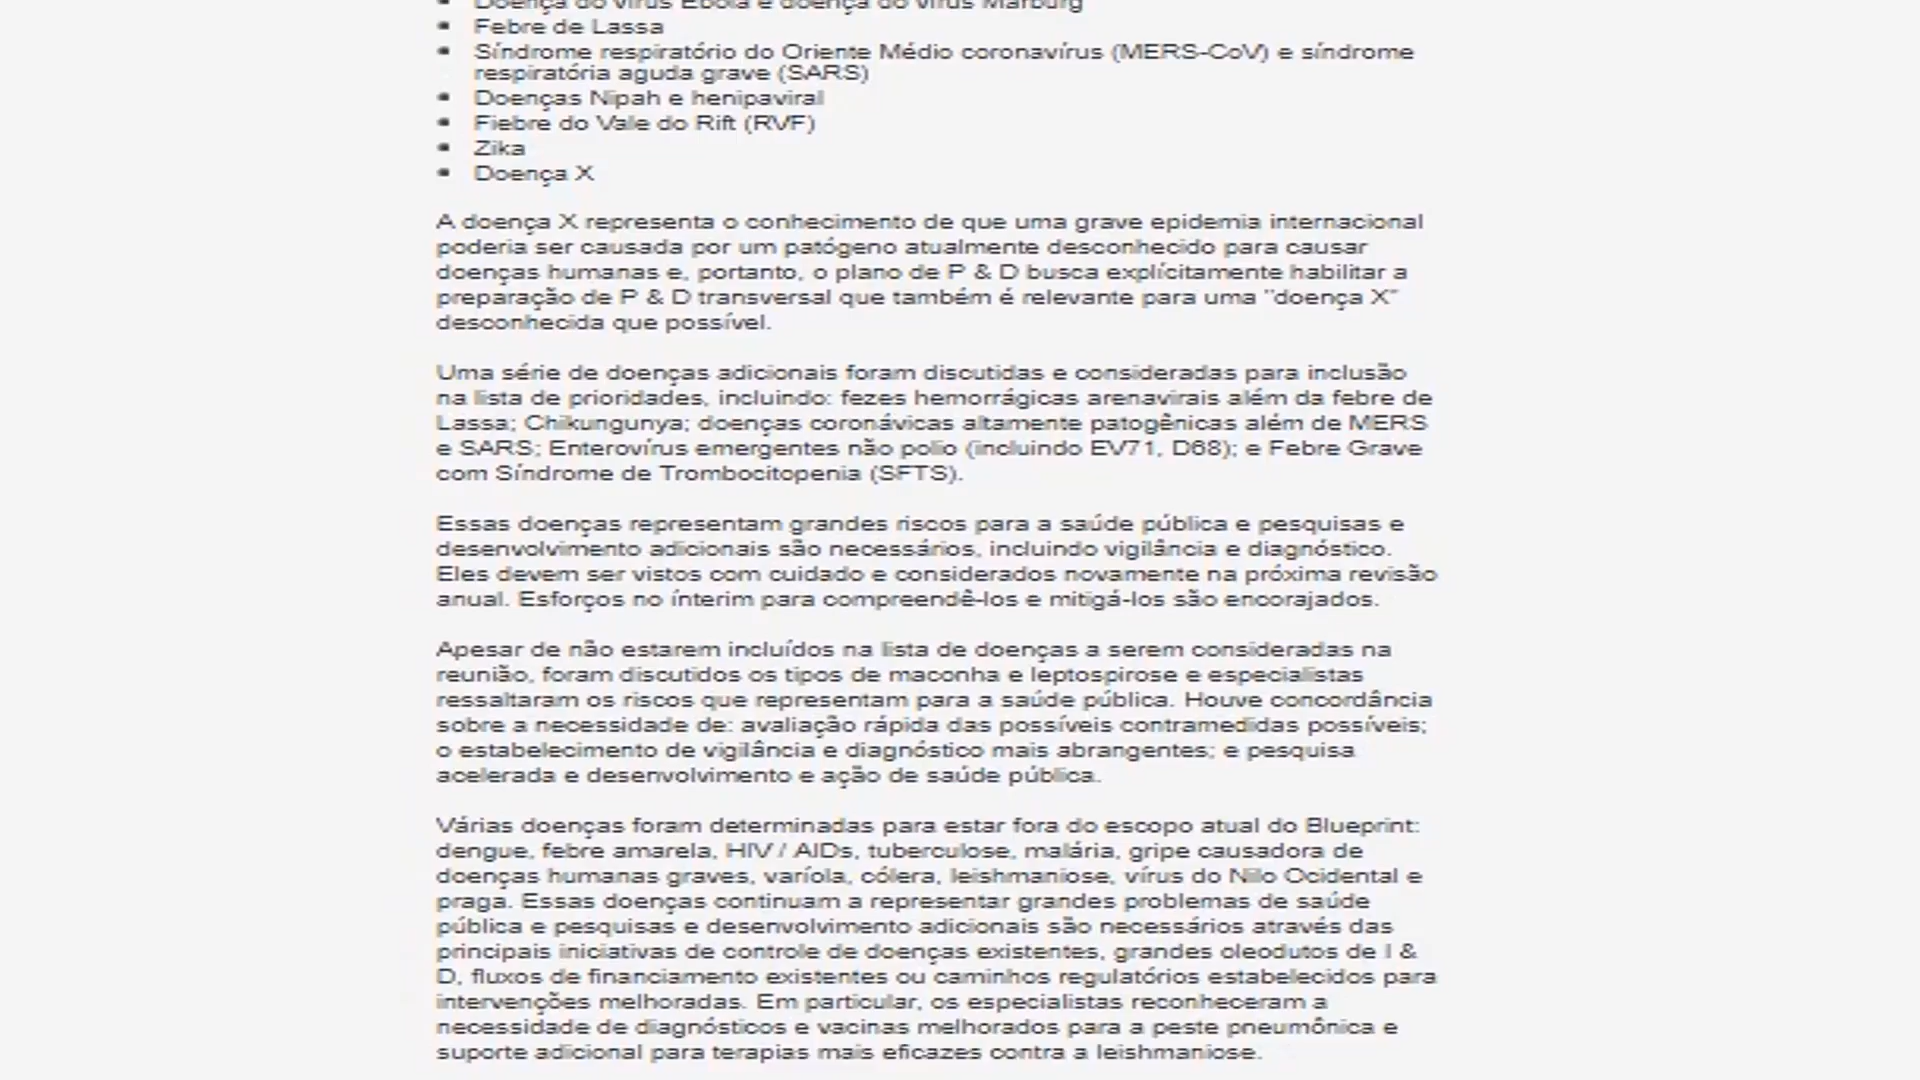 Doença do vírus Ebola e doença do vírus Marburg
Febre de Lassa
Síndrome respiratório do Oriente Médio coronavírus (MERS-CoV) e síndrome
respiratória aguda grave (SARS)
Doenças Nipah e henipaviral
Fiebre do Vale do Rift (RVF)
Zika
Doença X
A doença X representa o conhecimento de que uma grave epidemia internacional
poderia ser causada por um patógeno atualmente desconhecido para causar
doenças humanas e, portanto, o plano de P & D busca explícitamente habilitar a
preparação de P & D transversal que também é relevante para uma "doença X"
desconhecida que possível.
Uma série de doenças adicionais foram discutidas e consideradas para inclusão
na lista de prioridades, incluindo: fezes hemorrágicas arenavirais além da febre de
Lassa; Chikungunya; doenças coronávicas altamente patogênicas além de MERS
e SARS; Enterovírus emergentes não polio (incluindo EV71, D68); e Febre Grave
com Síndrome de Trombocitopenia (SFTS).
Essas doenças representam grandes riscos para a saúde pública e pesquisas e
desenvolvimento adicionais são necessários, incluindo vigilância e diagnóstico.
Eles devem ser vistos com cuidado e considerados novamente na próxima revisão
anual. Esforços no ínterim para compreendê-los e mitigá-los são encorajados.
Apesar de não estarem incluídos na lista de doenças a serem consideradas na
reunião, foram discutidos os tipos de maconha e leptospirose e especialistas
ressaltaram os riscos que representam para a saúde pública. Houve concordância
sobre a necessidade de: avaliação rápida das possíveis contramedidas possíveis;
o estabelecimento de vigilância e diagnóstico mais abrangentes; e pesquisa
acelerada e desenvolvimento e ação de saúde pública.
Várias doenças foram determinadas para estar fora do escopo atual do Blueprint:
dengue, febre amarela, HIV / AIDs, tuberculose, malária, gripe causadora de
doenças humanas graves, varíola, cólera, leishmaniose, vírus do Nilo Ocidental e
praga. Essas doenças continuam a representar grandes problemas de saúde
pública e pesquisas e desenvolvimento adicionais são necessários através das
principais iniciativas de controle de doenças existentes, grandes oleodutos de I &
D, fluxos de financiamento existentes ou caminhos regulatórios estabelecidos para
intervenções melhoradas. Em particular, os especialistas reconheceram a
necessidade de diagnósticos e vacinas melhorados para a peste pneumônica e
suporte adicional para terapias mais eficazes contra a leishmaniose.